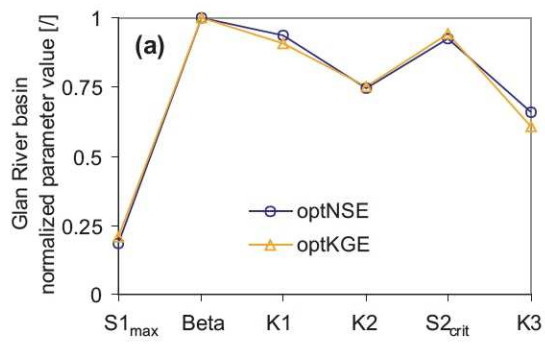 Glan River basin
normalized parameter value [/]
1
0.75
0.5
0.25
0
(a)
optNSE
optKGE
S1max
Beta
K1
K2
S2crit
K3